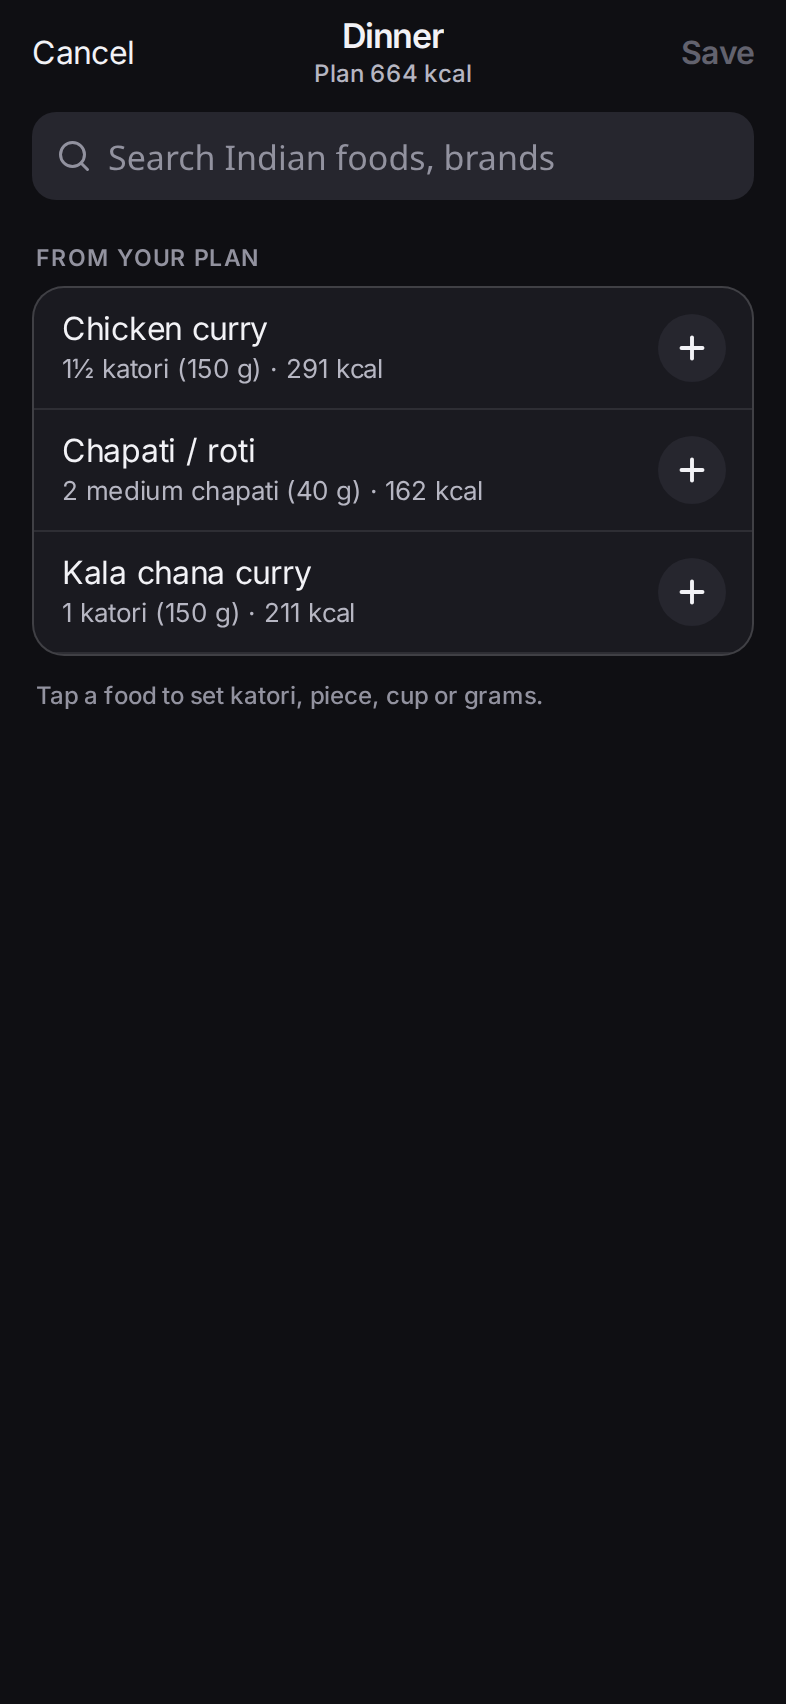 Cancel
Dinner
Save
Plan 664 kcal
Search Indian foods, brands
FROM YOUR PLAN
Chicken curry
1½ katori (150 g) · 291 kcal
Chapati / roti
2 medium chapati (40 g) · 162 kcal
Kala chana curry
1 katori (150 g) · 211 kcal
Tap a food to set katori, piece, cup or grams.